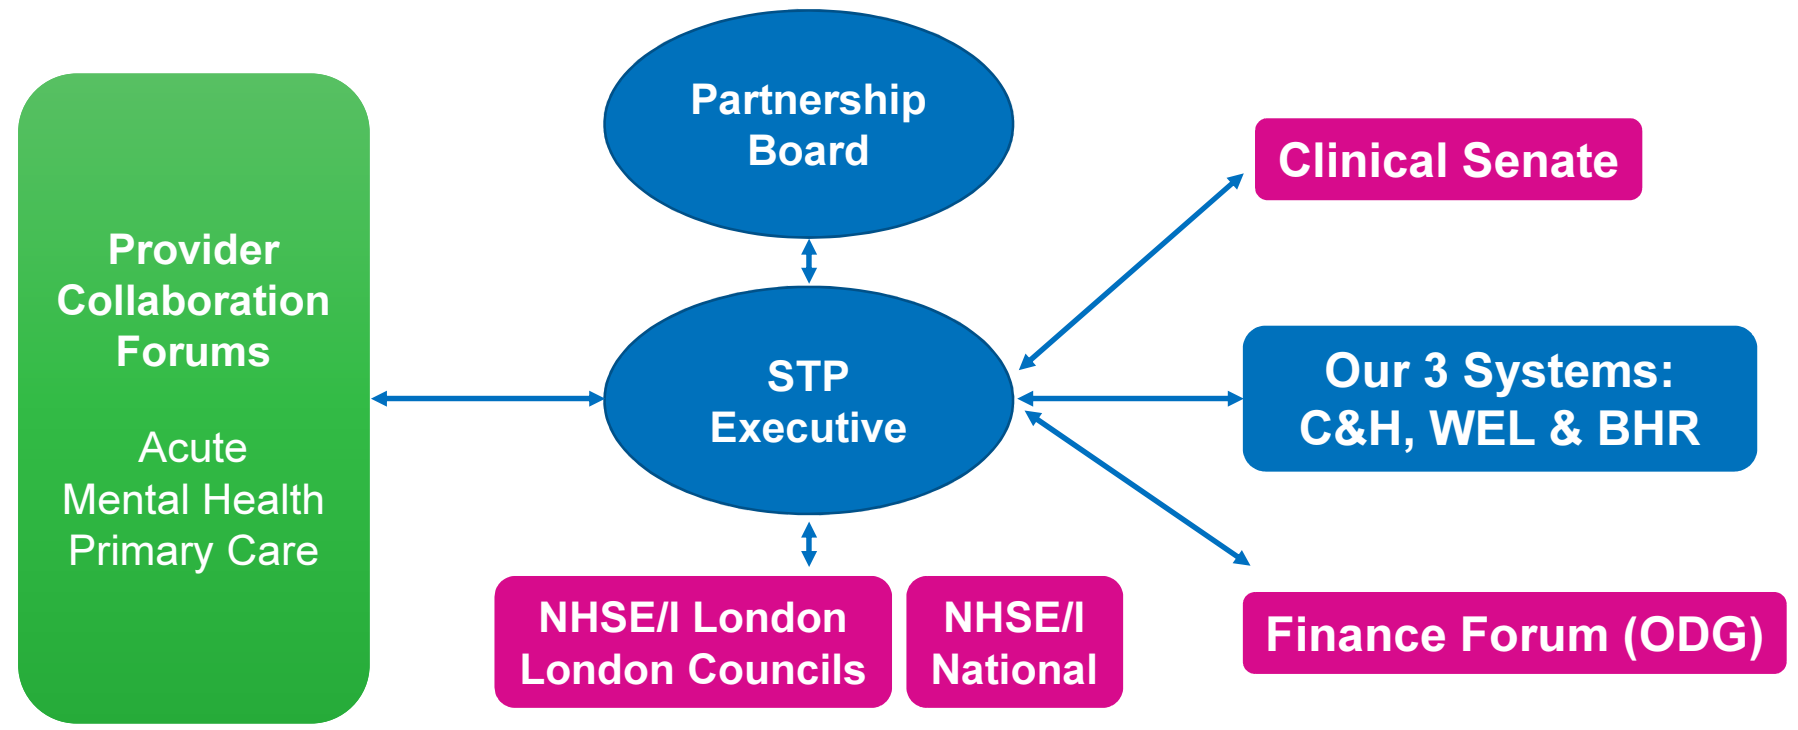 Partnership
Board
Provider
Collaboration
Forums
Acute
Mental Health
Primary Care
STP
Executive
Clinical Senate
Our 3 Systems:
C&H, WEL & BHR
Finance Forum (ODG)
NHSE/I London
London Councils
NHSE/I
National